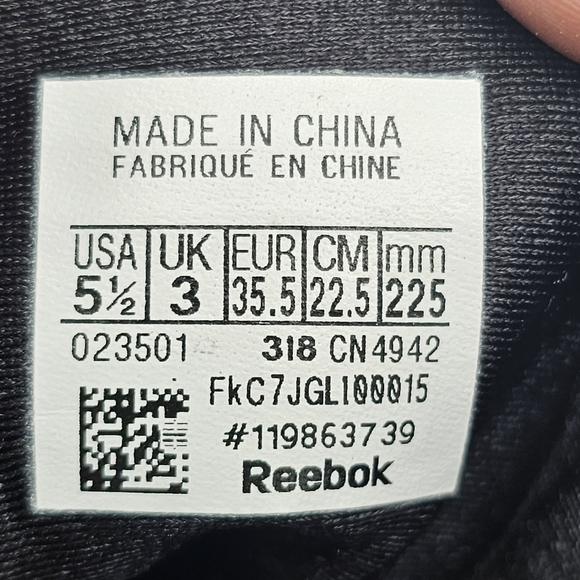 MADE IN CHINA
FABRIQUÉ EN CHINE
USA UK EUR CM mm
5½ 3 35.5 22.5 225
023501 318 CN4942
FkC7JGLI00015
#119863739
Reebok